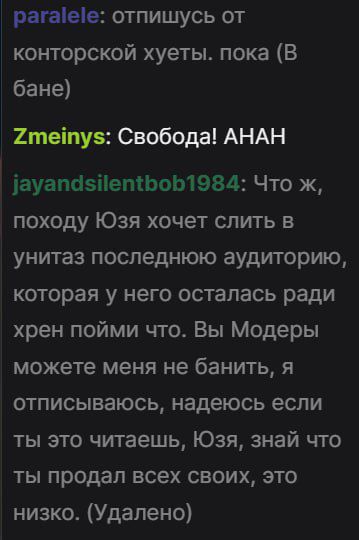 paralele: отпишусь от
конторской хуеты. пока (В
бане)
Zmeinys: Свобода! АНАН
jayandsilentbob1984: Что ж,
походу Юзя хочет слить в
унитаз последнюю аудиторию,
которая у него осталась ради
хрен пойми что. Вы Модеры
можете меня не банить, я
отписываюсь, надеюсь если
ты это читаешь, Юзя, знай что
ты продал всех своих, это
низко. (Удалено)